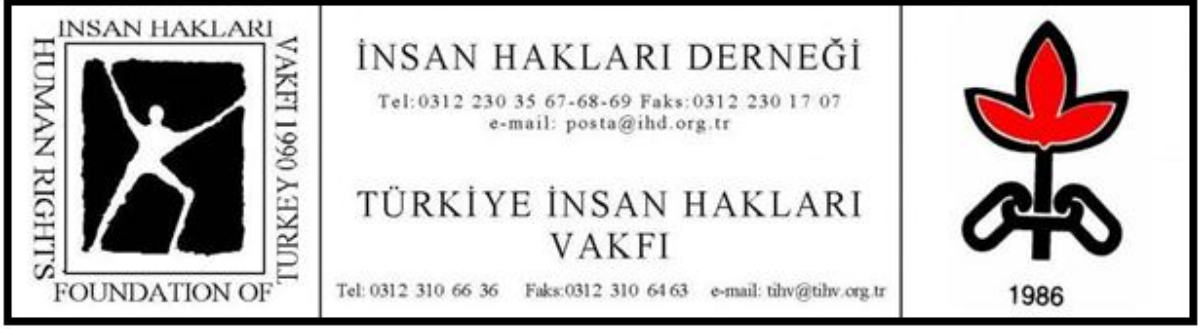 İNSAN HAKLARI
VAKFI 1990
HUMAN RIGHTS
FOUNDATION OF
TURKEY
İNSAN HAKLARI DERNEĞİ
Tel:0312 230 35 67-68-69 Faks:0312 230 17 07
e-mail: posta@ihd.org.tr
TÜRKİYE İNSAN HAKLARI
VAKFI
Tel: 0312 310 66 36 Faks:0312 310 64 63 e-mail: tihv@tihv.org.tr
1986